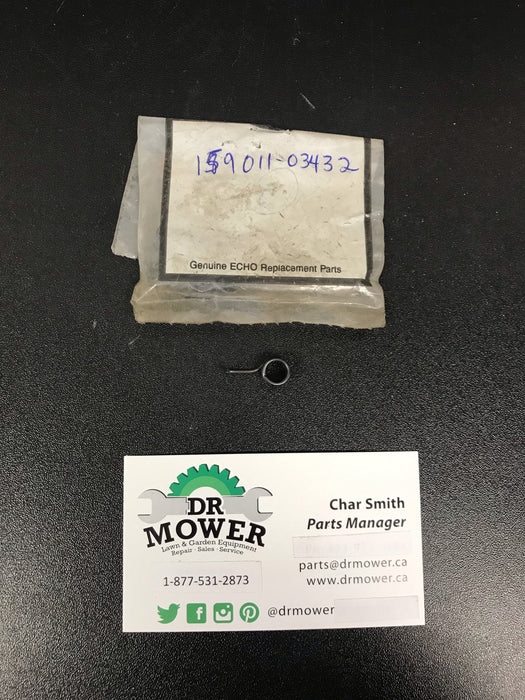 159011-03432
Genuine ECHO Replacement Parts
DR
MOWER
Lawn & Garden Equipment
Repair - Sales - Service
1-877-531-2873
Char Smith
Parts Manager
parts@drmower.ca
www.drmower.ca
@drmower